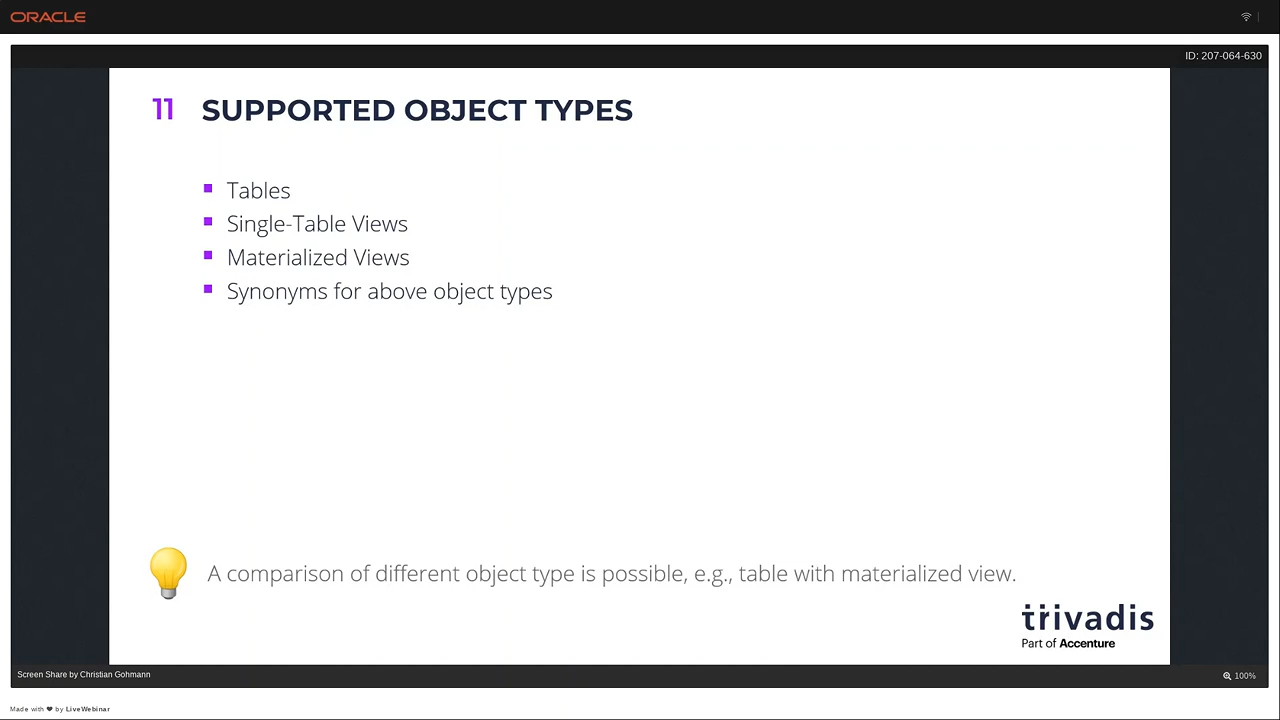 ORACLE
ID: 207-064-630
11 SUPPORTED OBJECT TYPES
Tables
Single-Table Views
Materialized Views
Synonyms for above object types
A comparison of different object type is possible, e.g., table with materialized view.
trivadis
Part of Accenture
Screen Share by Christian Gohmann
100%
Made with ❤ by LiveWebinar